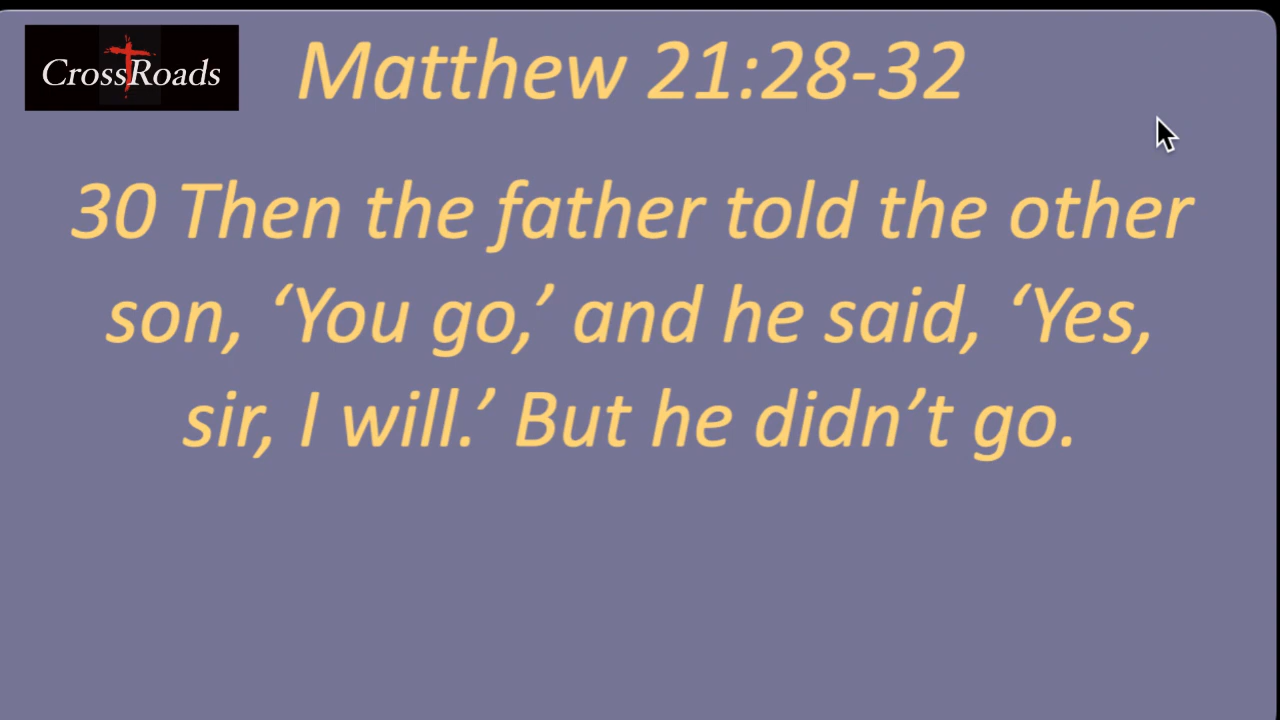 CrossRoads
Matthew 21:28-32
30 Then the father told the other
son, ‘You go,’ and he said, ‘Yes,
sir, I will.’ But he didn’t go.